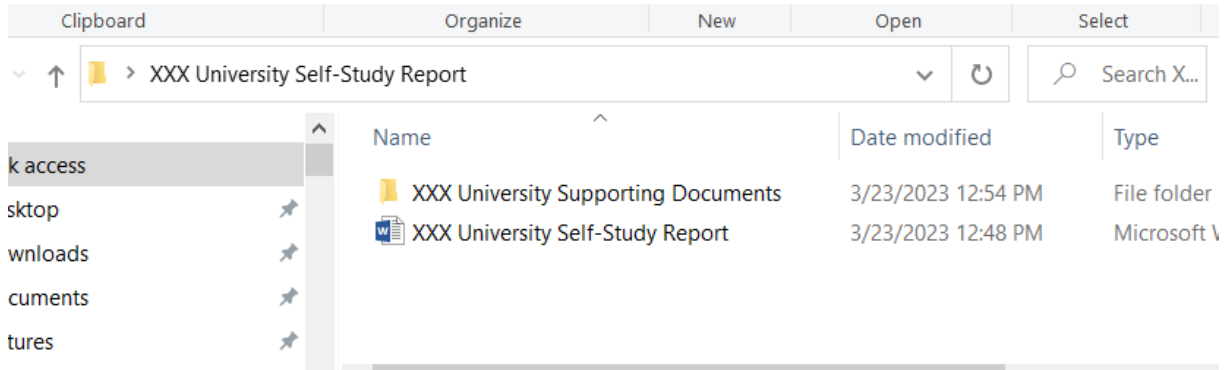 Clipboard Organize New Open Select
XXX University Self-Study Report Search X...
Name Date modified Type
k access
XXX University Supporting Documents 3/23/2023 12:54 PM File folder
sktop
XXX University Self-Study Report 3/23/2023 12:48 PM Microsoft W
wnloads
cuments
tures